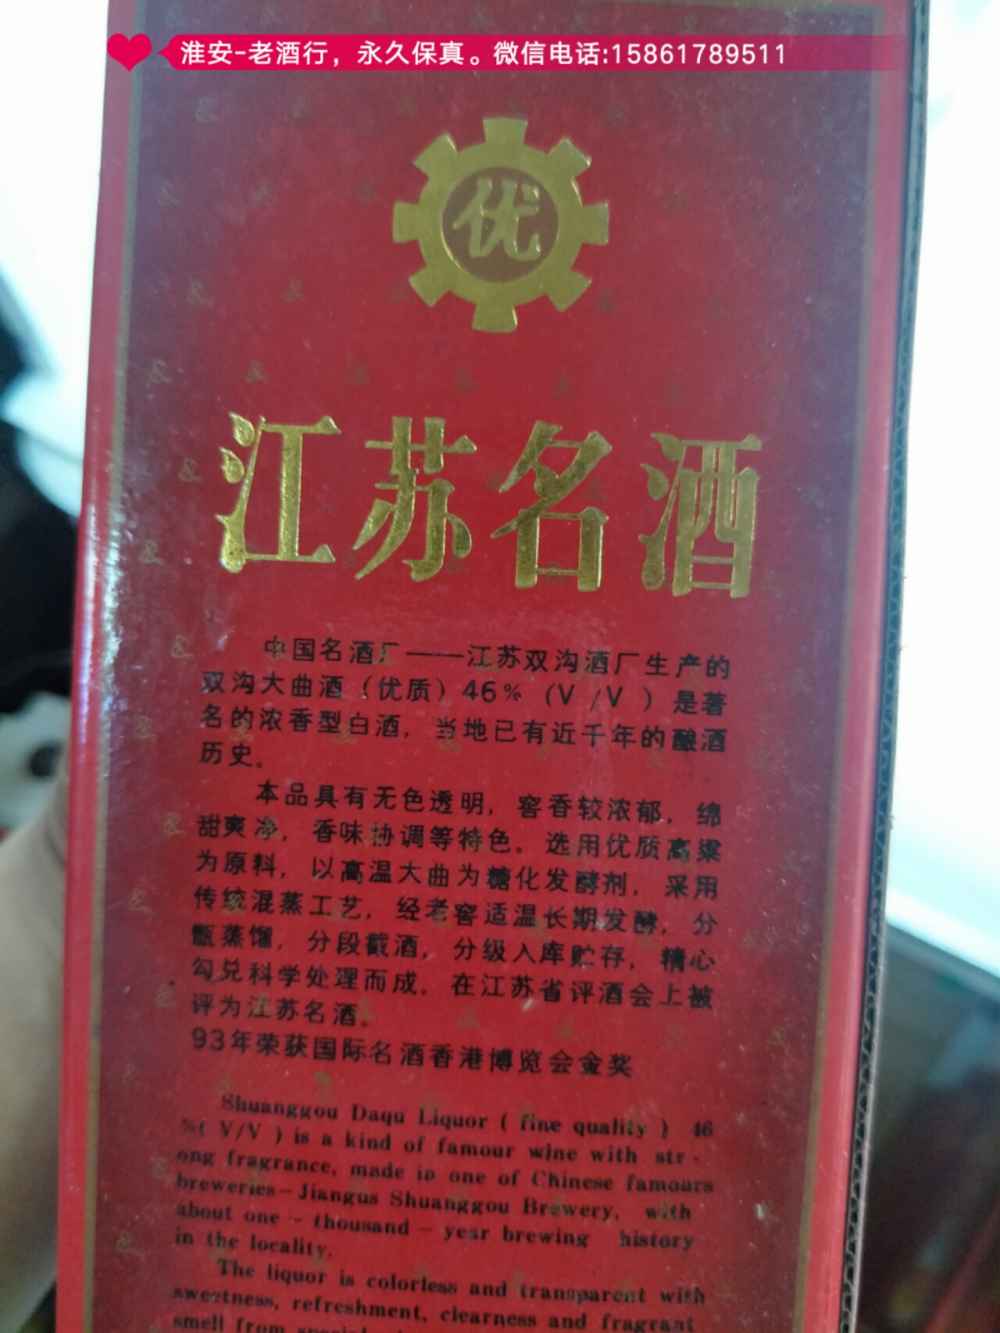 淮安-老酒行，永久保真。微信电话:15861789511
优
江苏名酒
中国名酒厂——江苏双沟酒厂生产的
双沟大曲酒（优质）46%（V/V）是著
名的浓香型白酒，当地已有近千年的酿酒
历史。
本品具有无色透明，窖香较浓郁，绵
甜爽净，香味协调等特色。选用优质高粱
为原料，以高温大曲为糖化发酵剂，采用
传统混蒸工艺，经老窖适温长期发酵，分
甑蒸馏，分段截酒，分级入库贮存，精心
勾兑科学处理而成。在江苏省评酒会上被
评为江苏名酒。
93年荣获国际名酒香港博览会金奖
Shuanggou Daqu Liquor ( fine quality ) 46
%( V/V ) is a kind of famour wine with str-
ong fragrance, made in one of Chinese famours
breweries-Jiangus Shuanggou Brewery, with
about one - thousand - year brewing history
in the locality.
The liquor is colorless and transparent with
sweetness, refreshment, clearness and fragrant
smell from